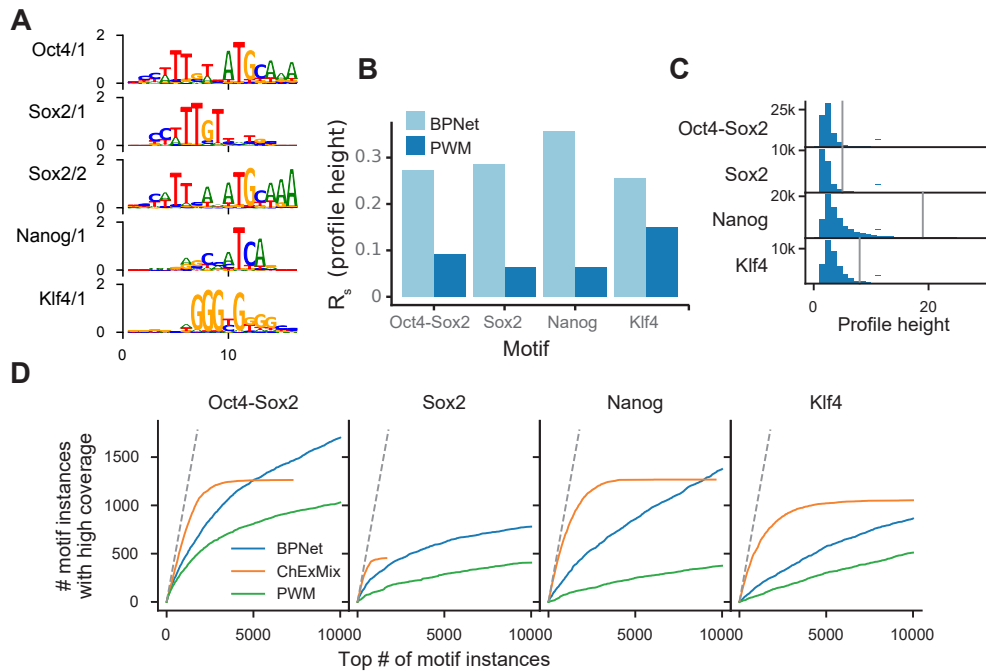 A
Oct4/1
2
0
Sox2/1
2
0
Sox2/2
2
0
Nanog/1
2
0
Klf4/1
2
0
0 10
B
BPNet
PWM
R_s (profile height)
0.3
0.2
0.1
0
Oct4-Sox2 Sox2 Nanog Klf4
Motif
C
Oct4-Sox2
25k
Sox2
10k
Nanog
20k
Klf4
10k
0 20
Profile height
D
Oct4-Sox2 Sox2 Nanog Klf4
# motif instances
with high coverage
1500
1000
500
0
BPNet
ChExMix
PWM
0 5000 10000 5000 10000 5000 10000 5000 10000
Top # of motif instances